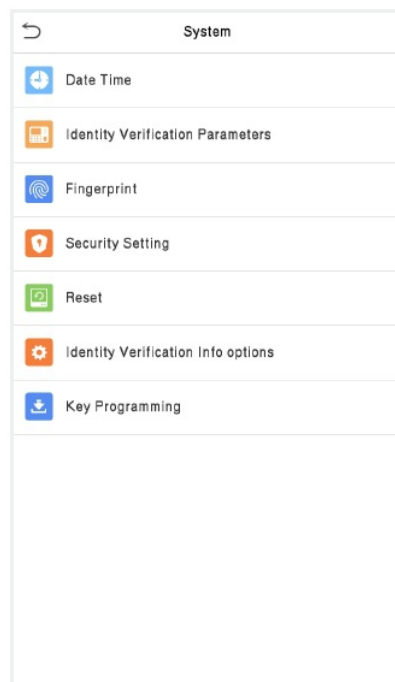 System
Date Time
Identity Verification Parameters
Fingerprint
Security Setting
Reset
Identity Verification Info options
Key Programming